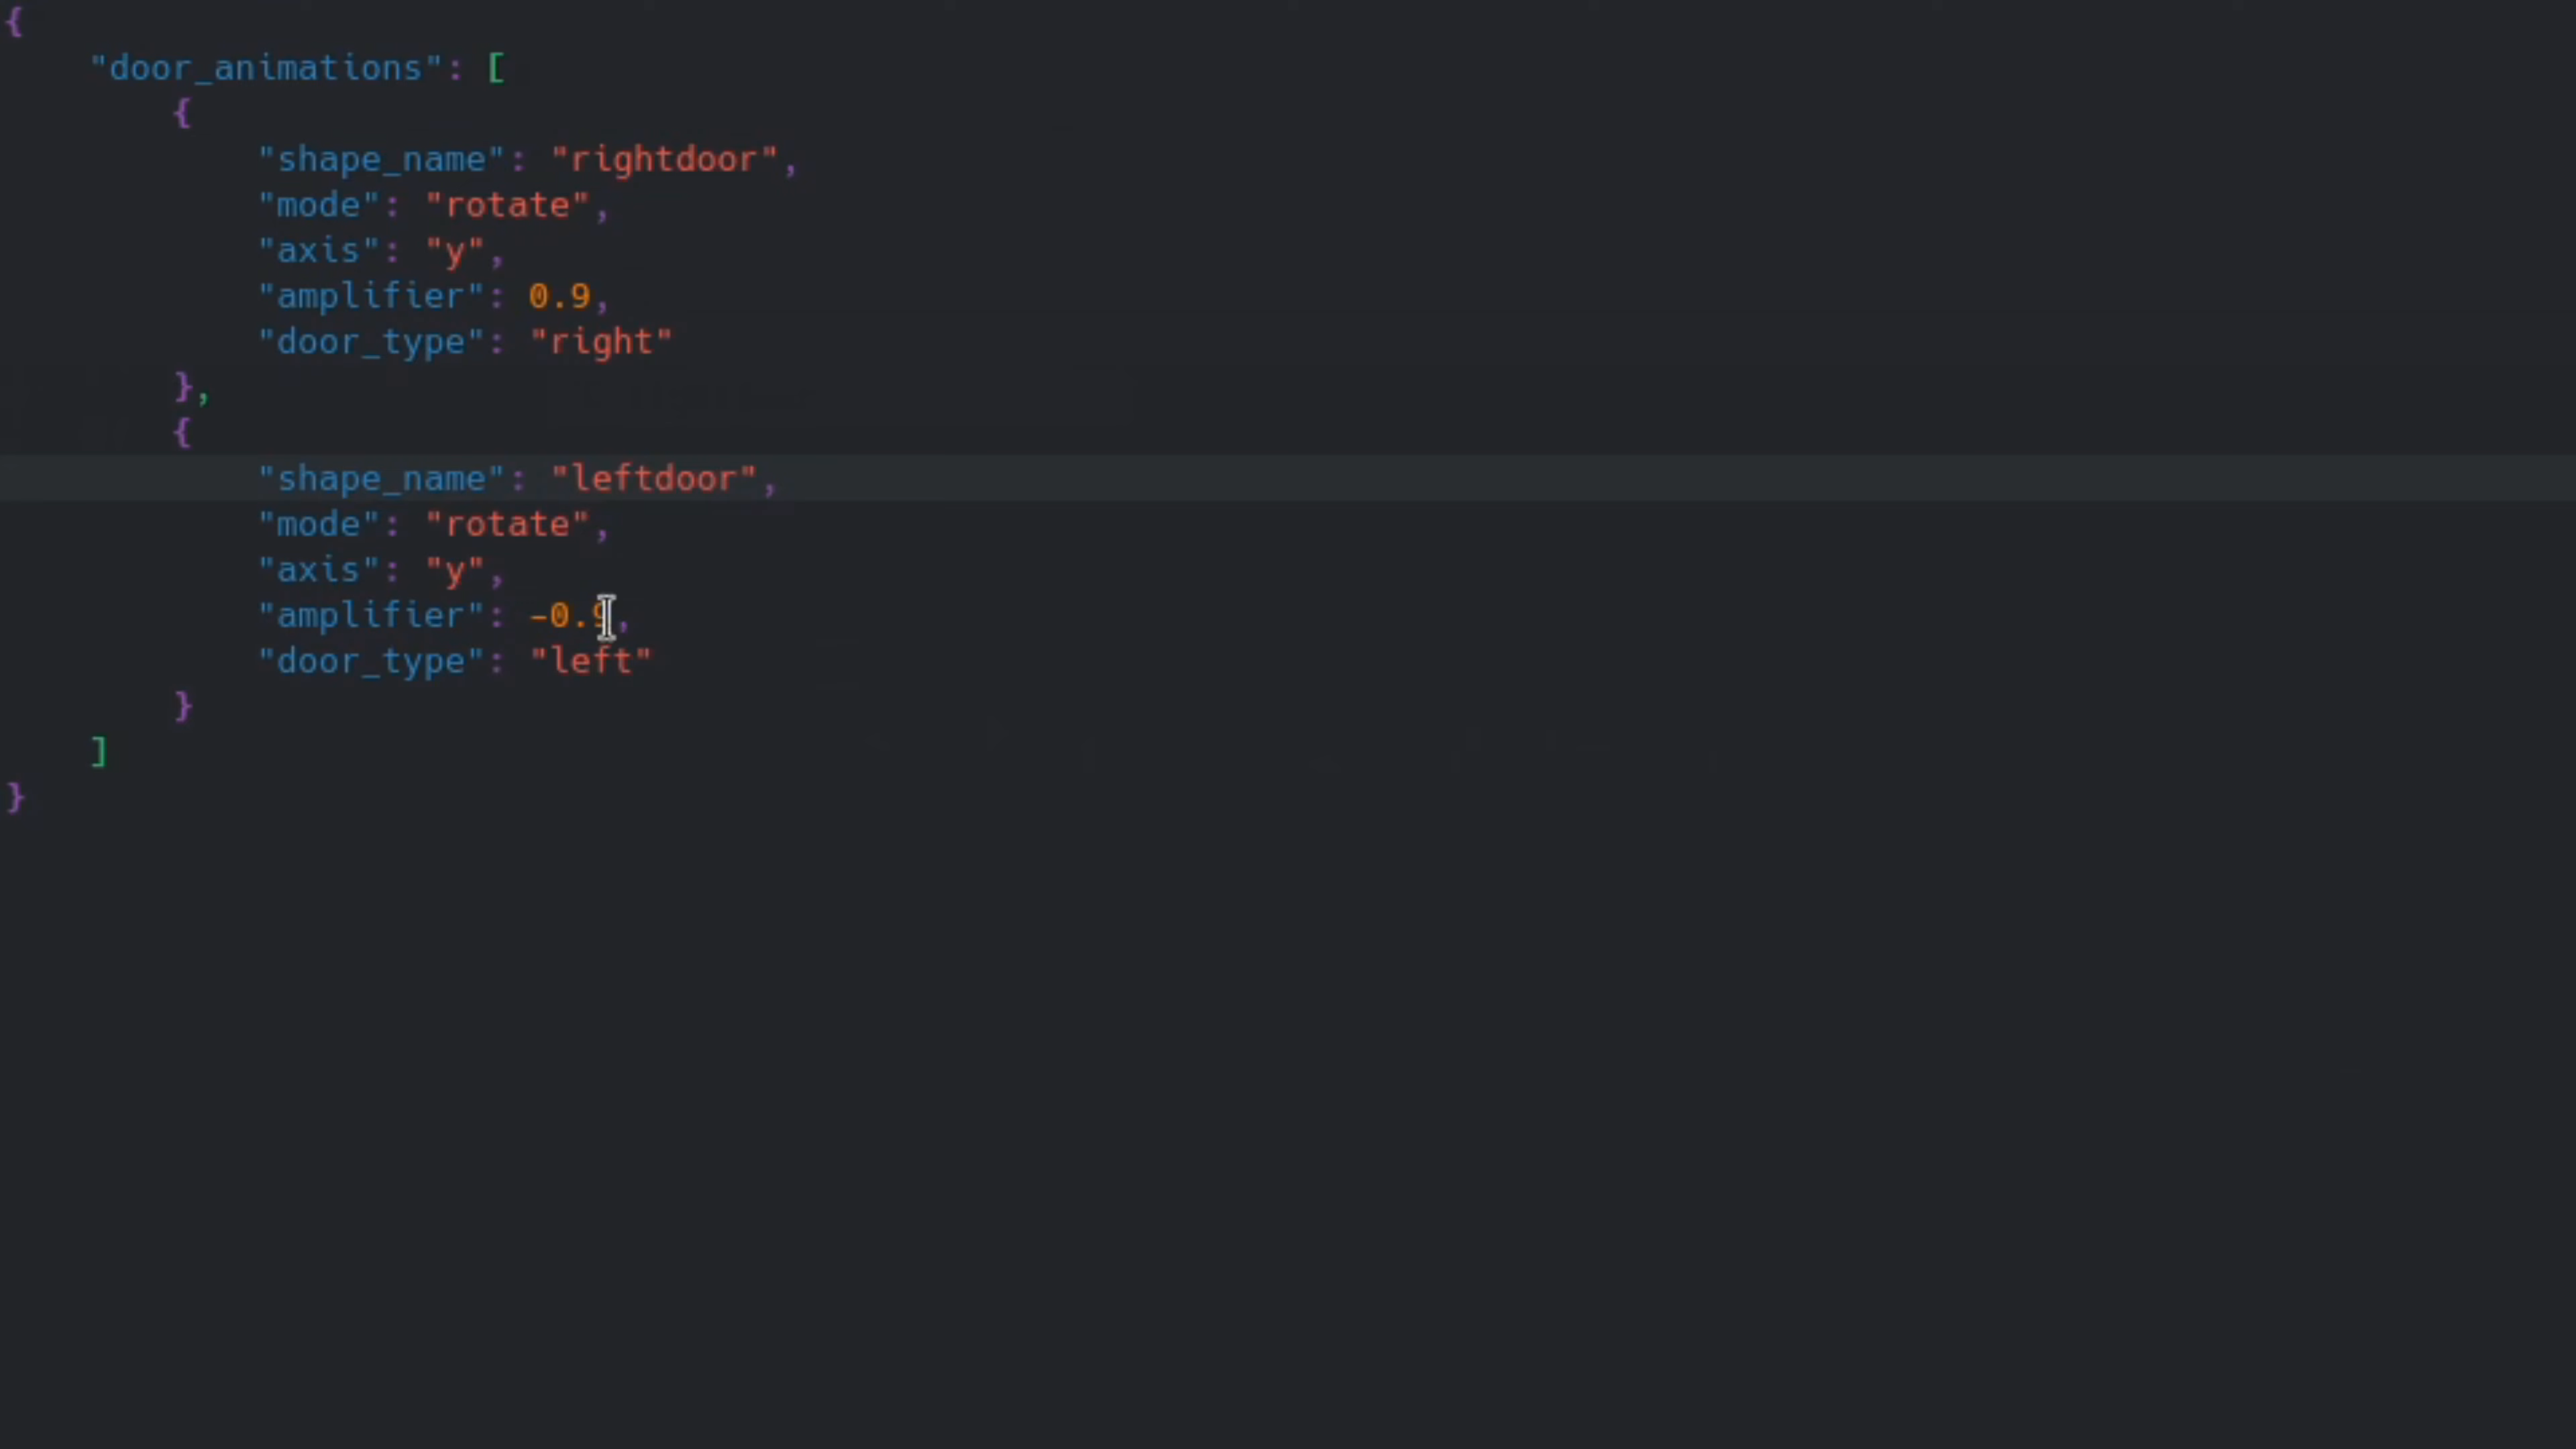 {
"door_animations": [
{
"shape_name": "rightdoor",
"mode": "rotate",
"axis": "y",
"amplifier": 0.9,
"door_type": "right"
},
{
"shape_name": "leftdoor",
"mode": "rotate",
"axis": "y",
"amplifier": -0.9,
"door_type": "left"
}
]
}